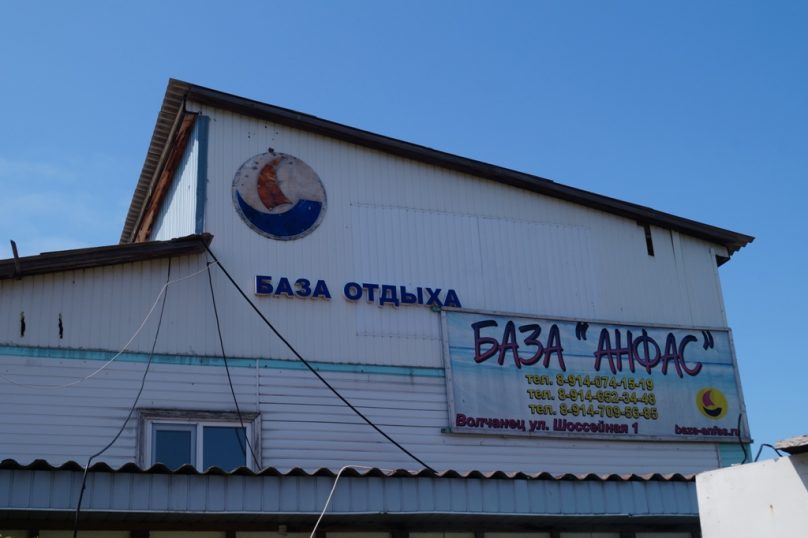 БАЗА ОТДЫХА
БАЗА "АНФАС"
тел. 8-914-074-15-19
тел. 8-914-652-34-48
тел. 8-914-709-56-85
Волчанец ул. Шоссейная 1
baza-anfas.ru